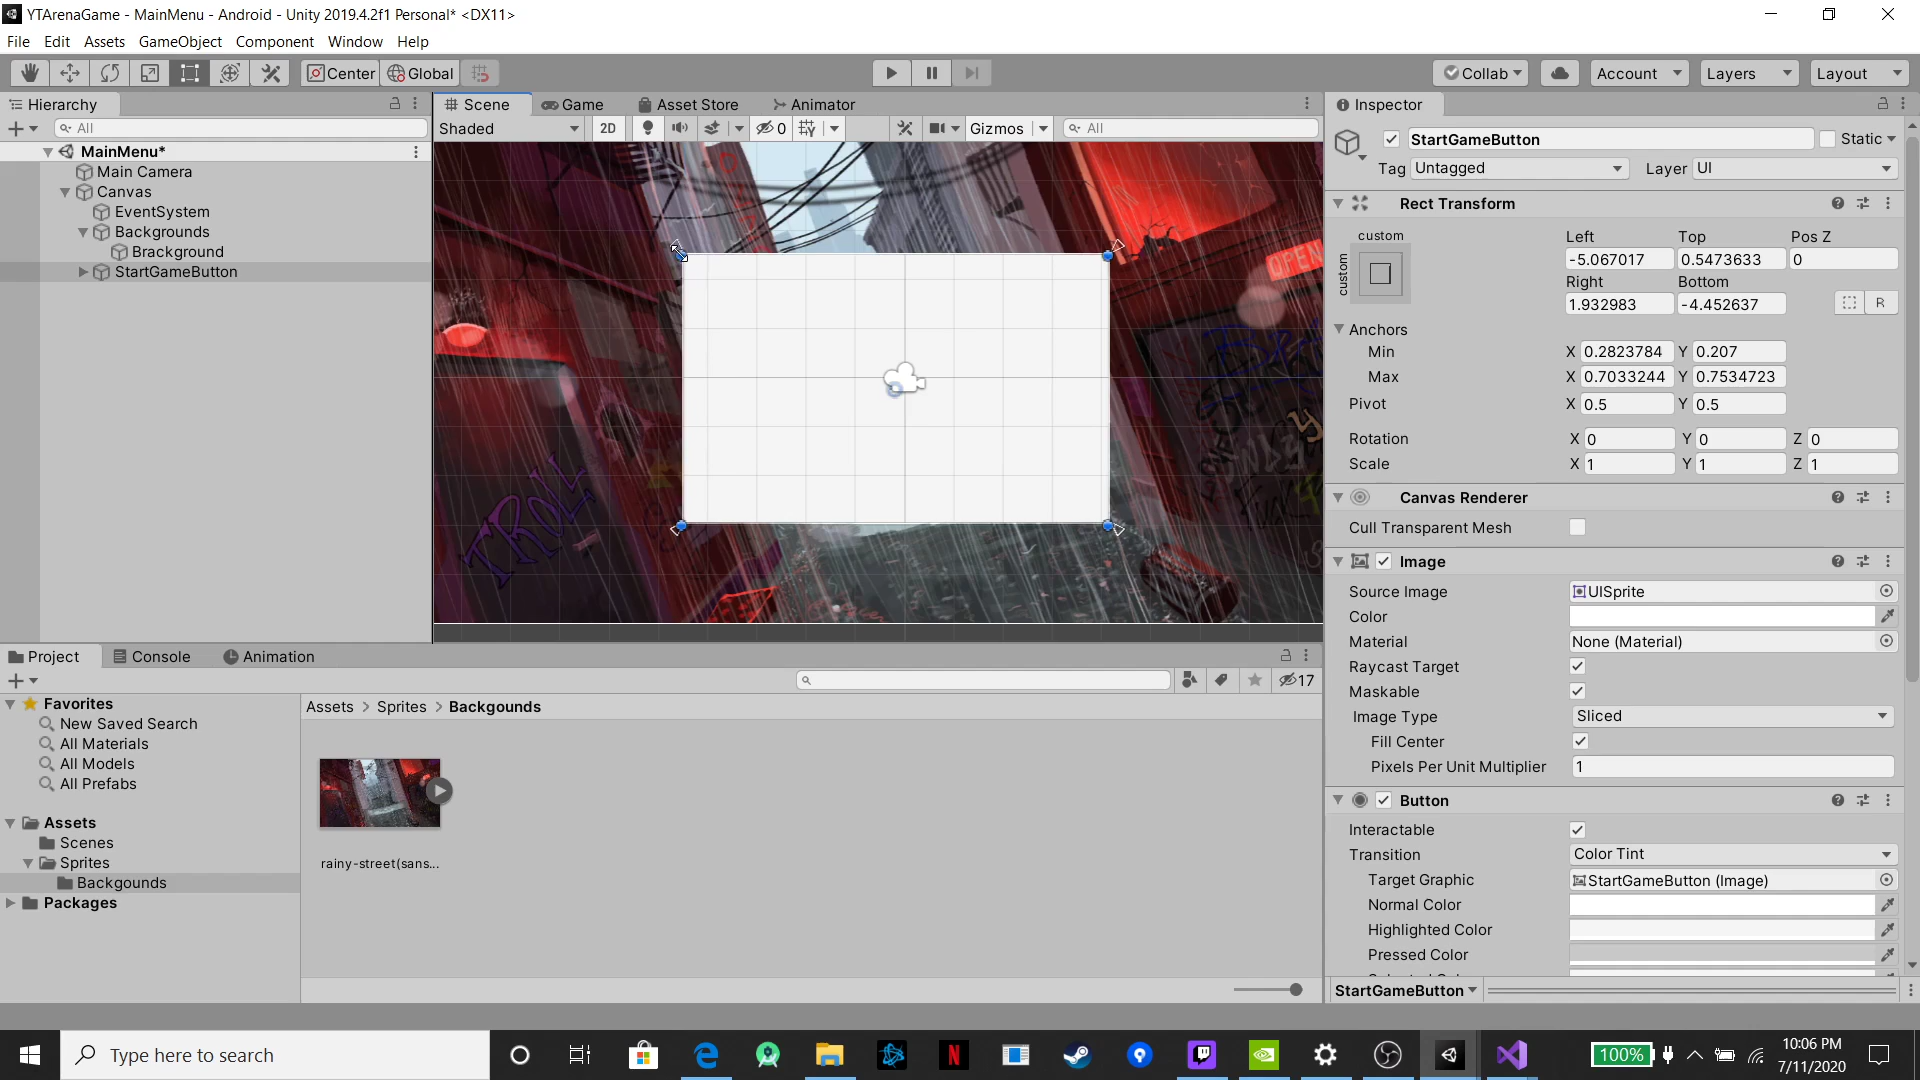 YTArenaGame - MainMenu - Android - Unity 2019.4.2f1 Personal* <DX11>
File Edit Assets GameObject Component Window Help
Center Global Collab Account Layers Layout
Hierarchy
All
MainMenu*
Main Camera
Canvas
EventSystem
Backgrounds
Brackground
StartGameButton
Scene Game Asset Store Animator
Shaded 2D 0 Gizmos All
OPEN
TROLL
Inspector
StartGameButton Static
Tag Untagged Layer UI
Rect Transform
custom
custom
Left Top Pos Z
-5.067017 0.5473633 0
Right Bottom
1.932983 -4.452637 R
Anchors
Min X 0.2823784 Y 0.207
Max X 0.7033244 Y 0.7534723
Pivot X 0.5 Y 0.5
Rotation X 0 Y 0 Z 0
Scale X 1 Y 1 Z 1
Canvas Renderer
Cull Transparent Mesh
Image
Source Image UISprite
Color
Material None (Material)
Raycast Target
Maskable
Image Type Sliced
Fill Center
Pixels Per Unit Multiplier 1
Button
Interactable
Transition Color Tint
Target Graphic StartGameButton (Image)
Normal Color
Highlighted Color
Pressed Color
StartGameButton
Project Console Animation
17
Favorites
New Saved Search
All Materials
All Models
All Prefabs
Assets
Scenes
Sprites
Backgounds
Packages
Assets > Sprites > Backgounds
rainy-street(sans...
Type here to search
N
100%
10:06 PM
7/11/2020